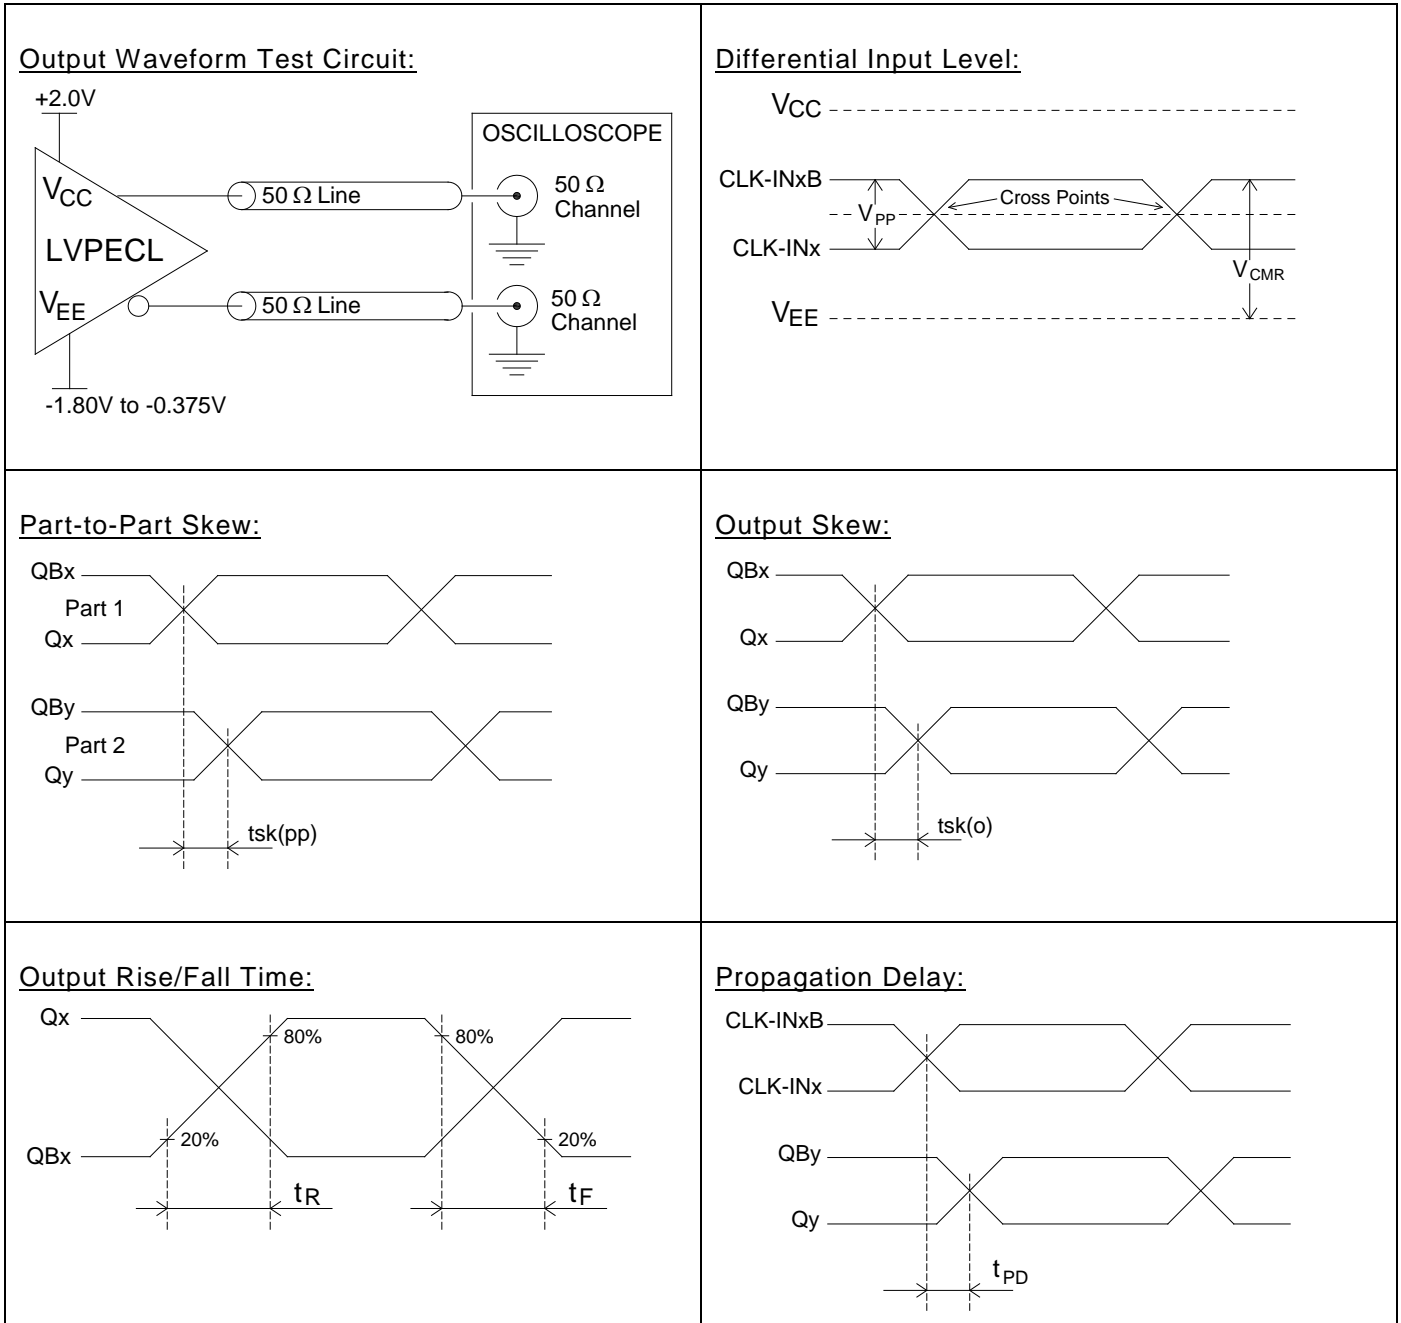 Output Waveform Test Circuit:
+2.0V
VCC
LVPECL
VEE
-1.80V to -0.375V
50 Ω Line
50 Ω Line
OSCILLOSCOPE
50 Ω
Channel
50 Ω
Channel
Differential Input Level:
VCC
CLK-INxB
VPP
Cross Points
CLK-INx
VCMR
VEE
Part-to-Part Skew:
QBx
Part 1
Qx
QBy
Part 2
Qy
tsk(pp)
Output Skew:
QBx
Qx
QBy
Qy
tsk(o)
Output Rise/Fall Time:
Qx
80%
80%
20%
20%
QBx
tR
tF
Propagation Delay:
CLK-INxB
CLK-INx
QBy
Qy
tPD